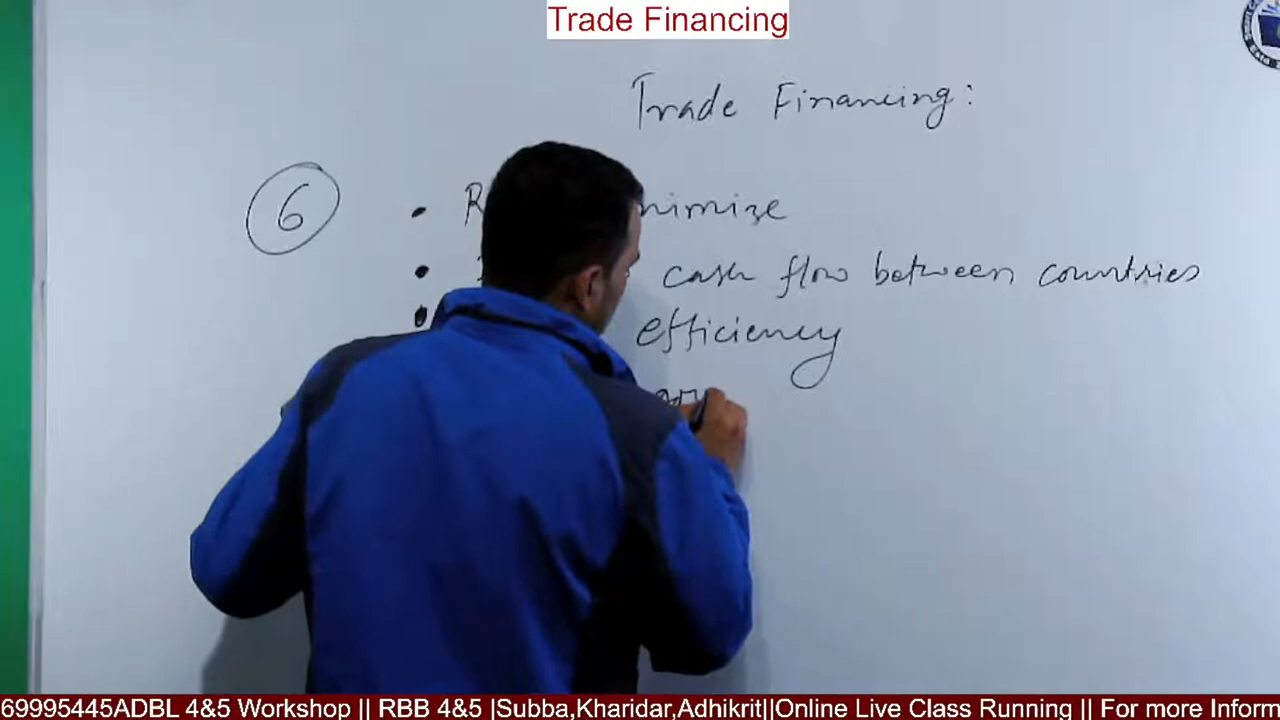 Trade Financing
Trade Financing:
6
nimize
cash flow between countries
efficiency
69995445ADBL 4&5 Workshop || RBB 4&5 |Subba,Kharidar,Adhikrit||Online Live Class Running || For more Inform